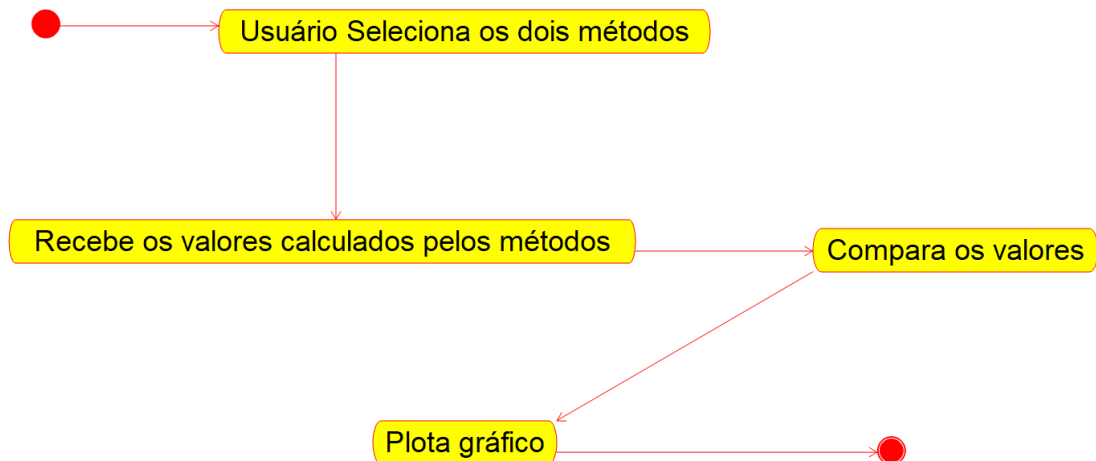 Usuário Seleciona os dois métodos
Recebe os valores calculados pelos métodos
Compara os valores
Plota gráfico